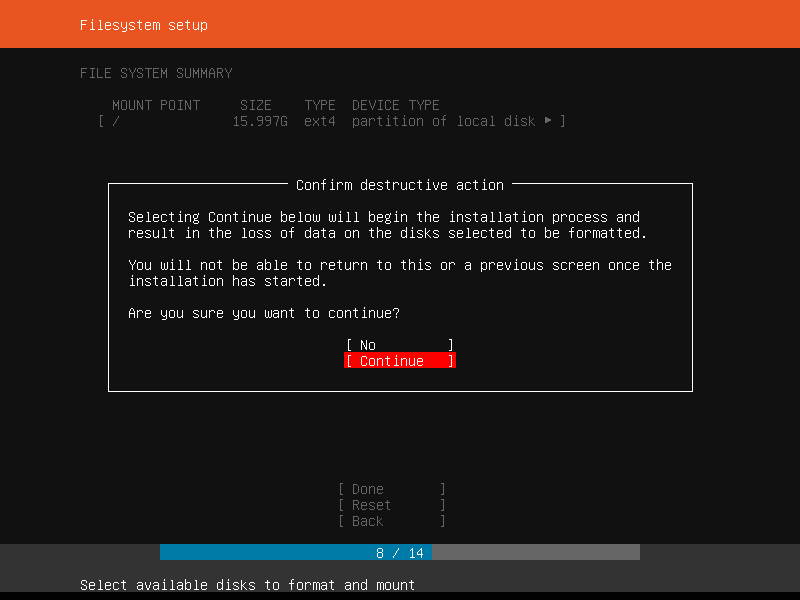 Filesystem setup
FILE SYSTEM SUMMARY
MOUNT POINT SIZE TYPE DEVICE TYPE
[ / 15.997G ext4 partition of local disk ▸ ]
Confirm destructive action
Selecting Continue below will begin the installation process and
result in the loss of data on the disks selected to be formatted.
You will not be able to return to this or a previous screen once the
installation has started.
Are you sure you want to continue?
[ No ]
[ Continue ]
[ Done ]
[ Reset ]
[ Back ]
8 / 14
Select available disks to format and mount